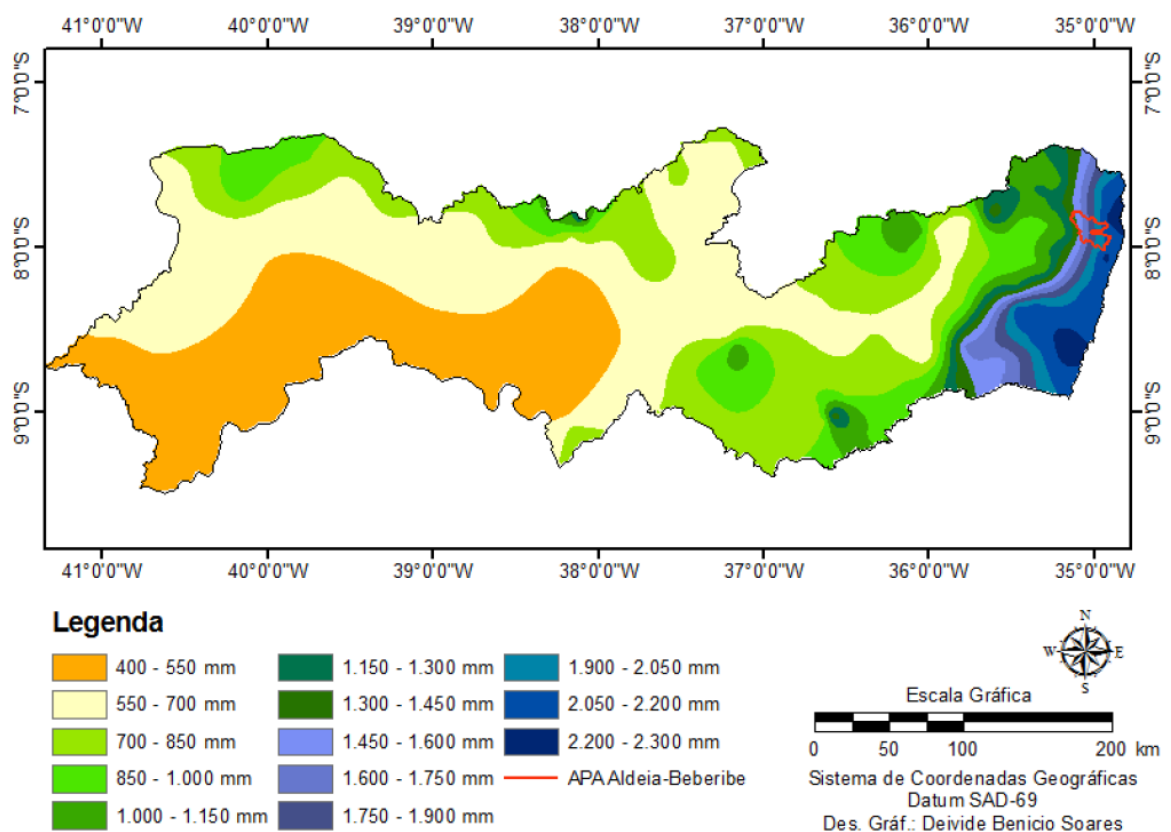 41°0'0"W 40°0'0"W 39°0'0"W 38°0'0"W 37°0'0"W 36°0'0"W 35°0'0"W
7°0'0"S 7°0'0"S
8°0'0"S 8°0'0"S
9°0'0"S 9°0'0"S
41°0'0"W 40°0'0"W 39°0'0"W 38°0'0"W 37°0'0"W 36°0'0"W 35°0'0"W
Legenda
400 - 550 mm
550 - 700 mm
700 - 850 mm
850 - 1.000 mm
1.000 - 1.150 mm
1.150 - 1.300 mm
1.300 - 1.450 mm
1.450 - 1.600 mm
1.600 - 1.750 mm
1.750 - 1.900 mm
1.900 - 2.050 mm
2.050 - 2.200 mm
2.200 - 2.300 mm
APA Aldeia-Beberibe
N
W E
S
Escala Gráfica
0 50 100 200 km
Sistema de Coordenadas Geográficas
Datum SAD-69
Des. Gráf.: Deivide Benicio Soares